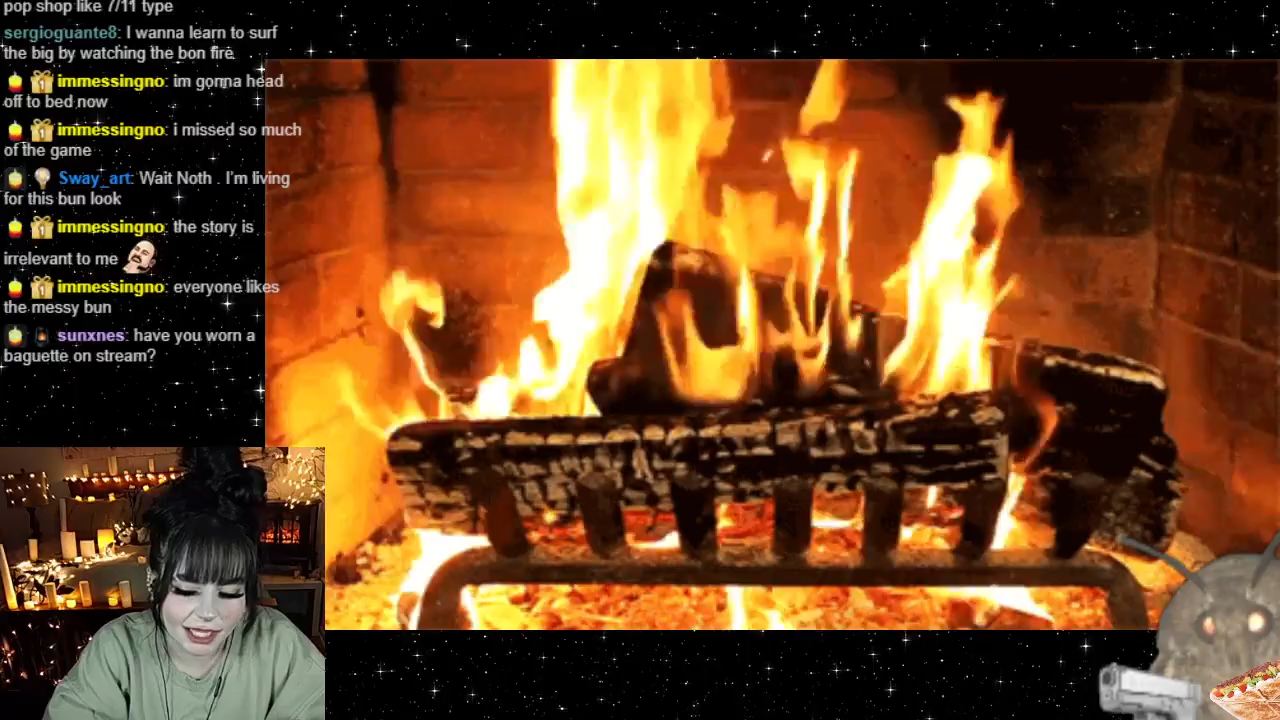 pop shop like 7/11 type
sergioguante8: I wanna learn to surf
the big by watching the bon fire
immessingno: im gonna head
off to bed now
immessingno: i missed so much
of the game
Sway_art: Wait Noth . I'm living
for this bun look
immessingno: the story is
irrelevant to me
immessingno: everyone likes
the messy bun
sunxnes: have you worn a
baguette on stream?